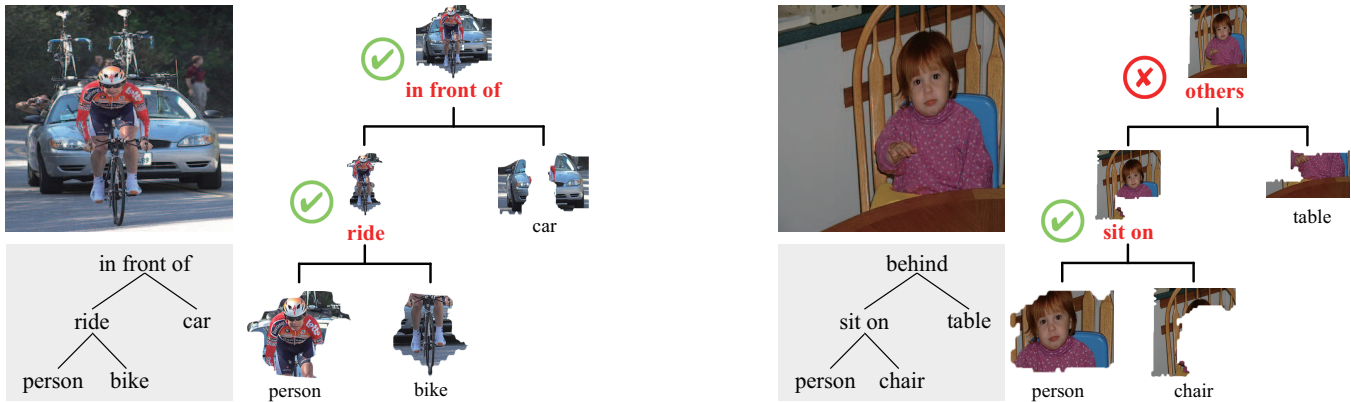 in front of
ride
car
person
bike
in front of
ride
car
person
bike
behind
sit on
table
person
chair
others
sit on
table
person
chair